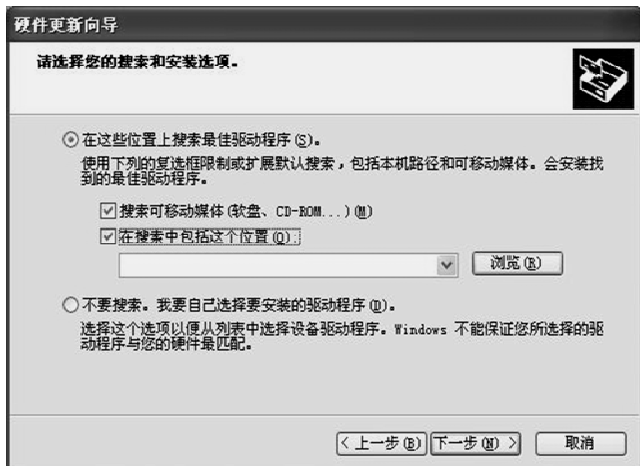 硬件更新向导
请选择您的搜索和安装选项。
在这些位置上搜索最佳驱动程序(S)。
使用下列的复选框限制或扩展默认搜索，包括本机路径和可移动媒体。会安装找
到的最佳驱动程序。
搜索可移动媒体(软盘、CD-ROM...)(M)
在搜索中包括这个位置(O):
浏览(R)
不要搜索。我要自己选择要安装的驱动程序(D)。
选择这个选项以便从列表中选择设备驱动程序。Windows 不能保证您所选择的驱
动程序与您的硬件最匹配。
< 上一步(B) 下一步(N) > 取消